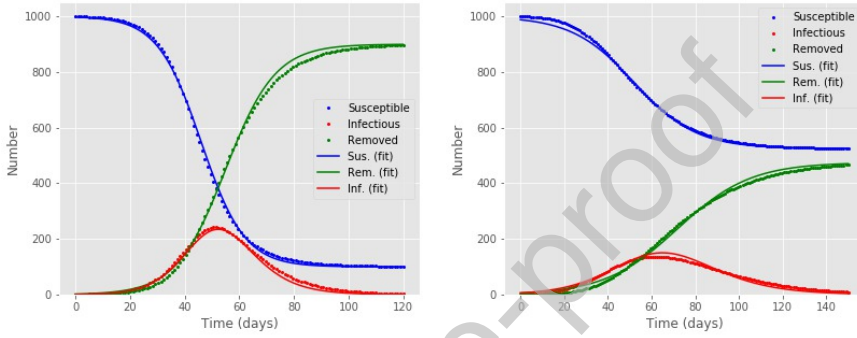 1000
800
600
400
200
0
Number
0 20 40 60 80 100 120
Time (days)
Susceptible
Infectious
Removed
Sus. (fit)
Rem. (fit)
Inf. (fit)
1000
800
600
400
200
0
Number
0 20 40 60 80 100 120 140
Time (days)
Susceptible
Infectious
Removed
Sus. (fit)
Rem. (fit)
Inf. (fit)
-proof